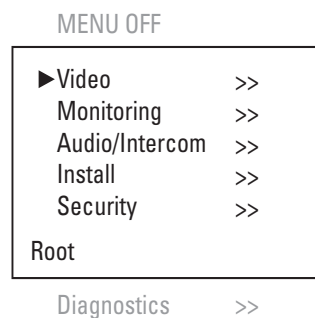 MENU OFF
►Video >>
Monitoring >>
Audio/Intercom >>
Install >>
Security >>
Root
Diagnostics >>